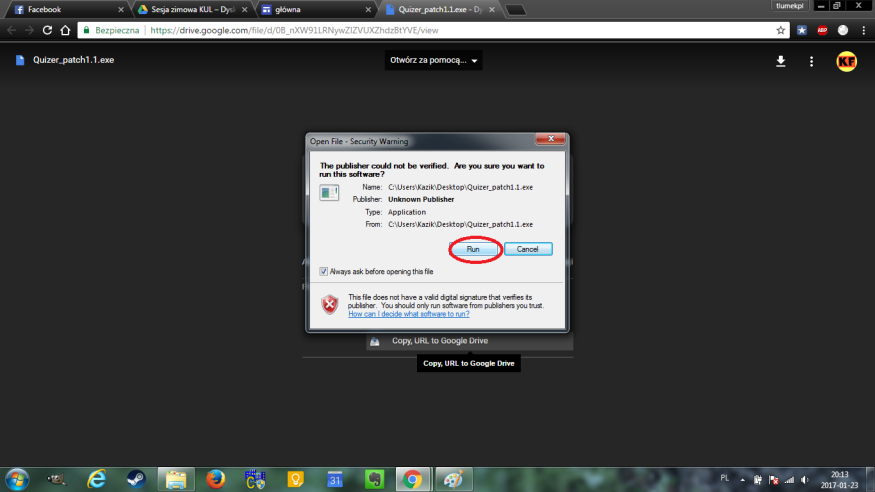 Facebook
Sesja zimowa KUL – Dysk
główna
Quizer_patch1.1.exe - Dy
tlumekpl
Bezpieczna
https://drive.google.com/file/d/0B_nXW91LRNywZlZVUXZhdzBtYVE/view
ABP
Quizer_patch1.1.exe
Otwórz za pomocą...
KF
Open File - Security Warning
The publisher could not be verified. Are you sure you want to
run this software?
Name: C:\Users\Kazik\Desktop\Quizer_patch1.1.exe
Publisher: Unknown Publisher
Type: Application
From: C:\Users\Kazik\Desktop\Quizer_patch1.1.exe
Run
Cancel
Always ask before opening this file
This file does not have a valid digital signature that verifies its
publisher. You should only run software from publishers you trust.
How can I decide what software to run?
Copy, URL to Google Drive
Copy, URL to Google Drive
31
PL
20:13
2017-01-23